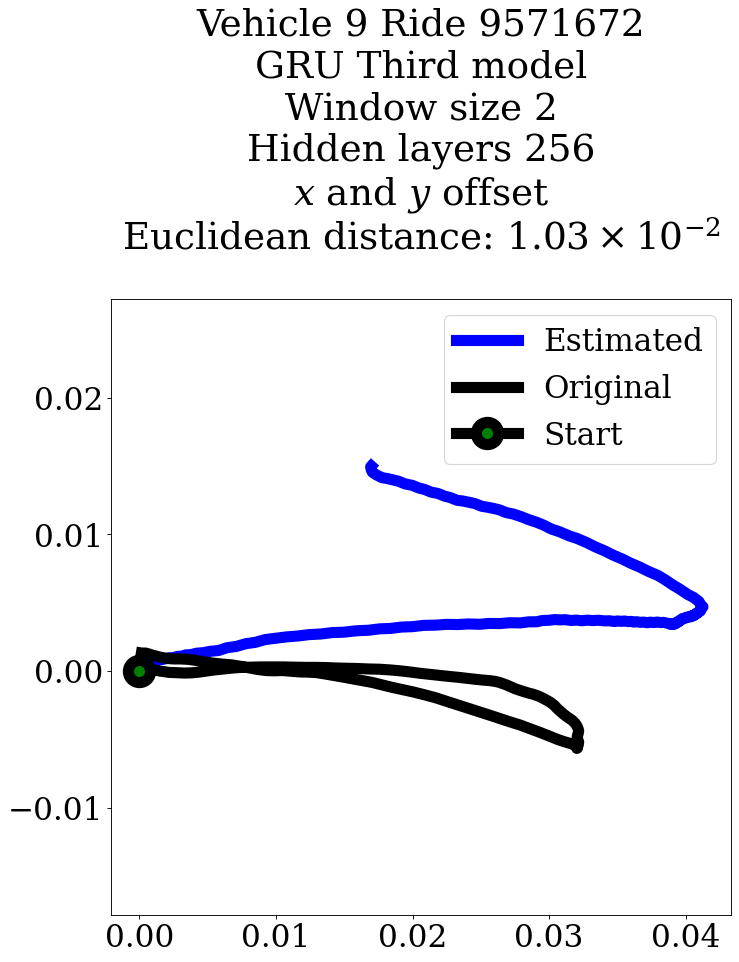 Vehicle 9 Ride 9571672
GRU Third model
Window size 2
Hidden layers 256
x and y offset
Euclidean distance: 1.03 × 10⁻²
Estimated
Original
Start
0.02
0.01
0.00
−0.01
0.00 0.01 0.02 0.03 0.04